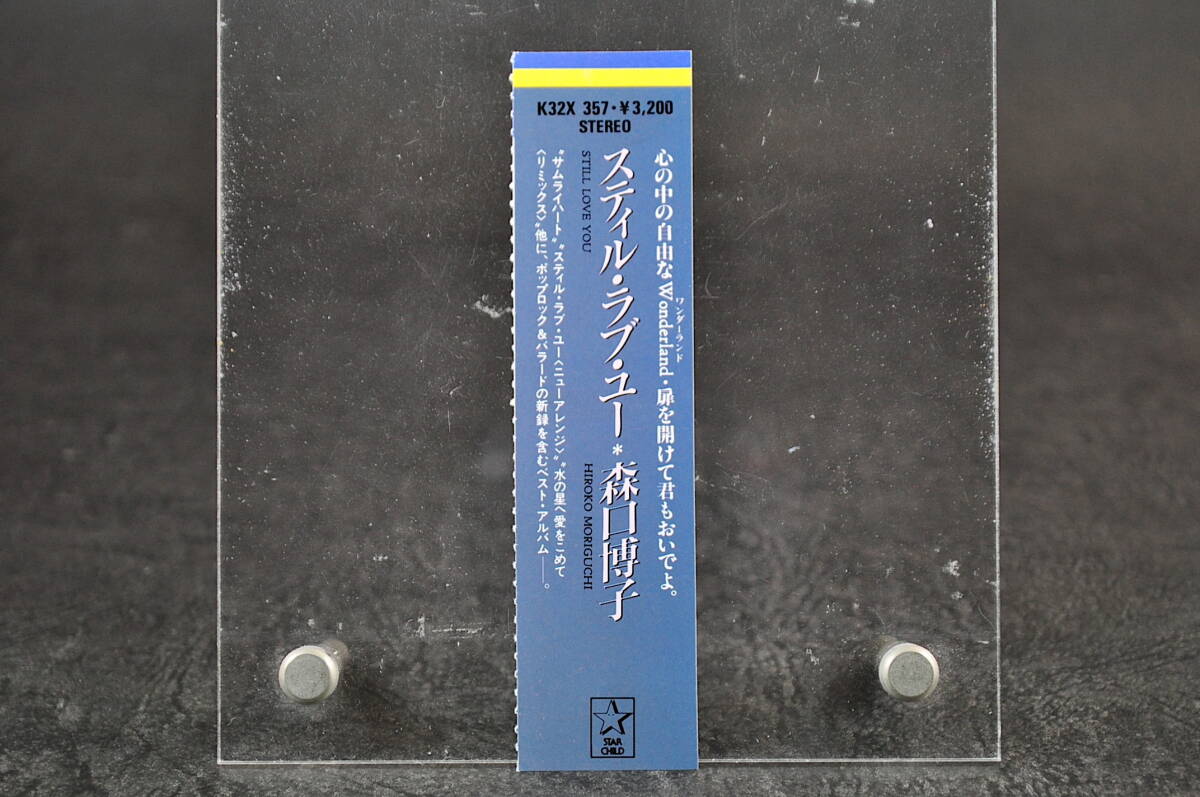 K32X 357・¥3,200
STEREO
心の中の自由なWonderland・扉を開けて君もおいでよ。
ワンダーランド
スティル・ラブ・ユー*森口博子
STILL LOVE YOU
HIROKO MORIGUCHI
〝サムライハート〟〝スティル・ラブ・ユー〈ニューアレンジ〉〟〝水の星へ愛をこめて
〈リミックス〉〟他に、ポップロック&バラードの新録を含むベスト・アルバム――。
STAR
CHILD